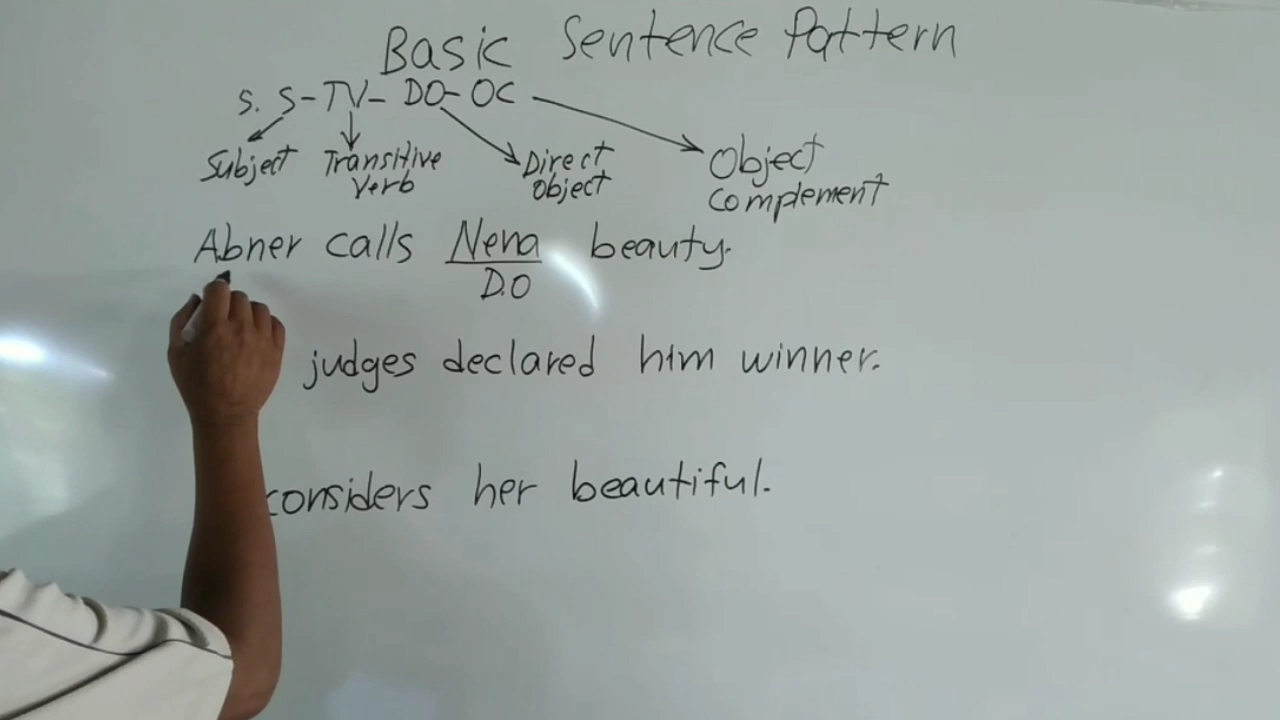 Basic Sentence Pattern
S. S-TV- DO- OC
Subject Transitive Verb Direct Object Object Complement
Abner calls Nena beauty.
D.O
judges declared him winner.
considers her beautiful.